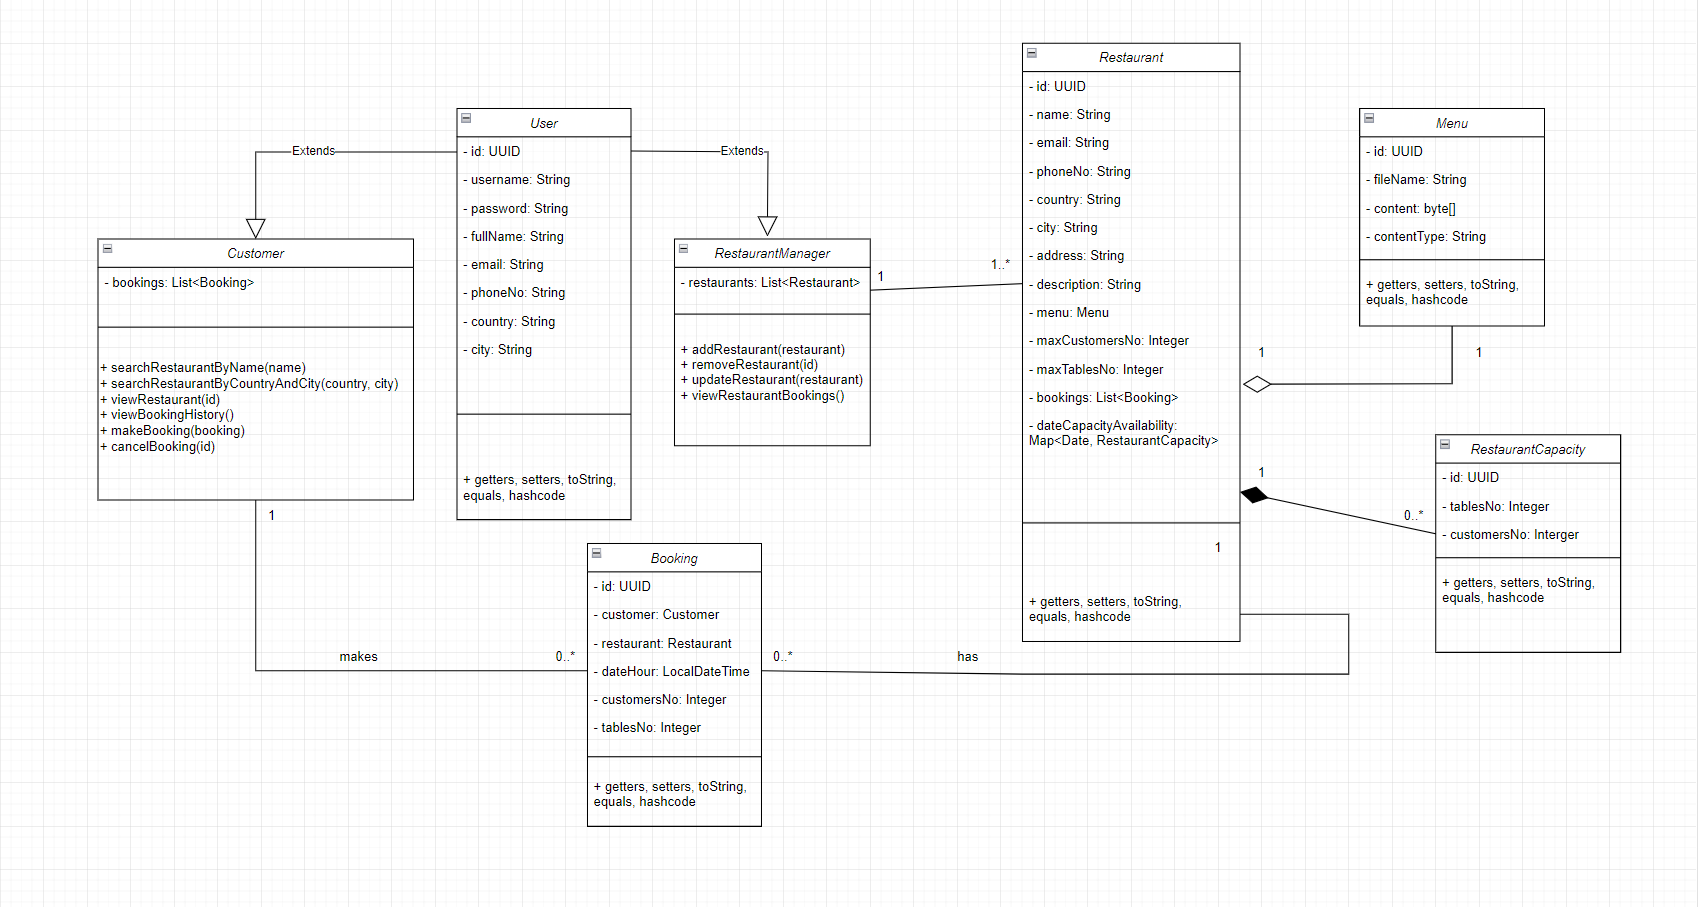 User
- id: UUID
- username: String
- password: String
- fullName: String
- email: String
- phoneNo: String
- country: String
- city: String
+ getters, setters, toString,
equals, hashcode
Extends
Extends
Customer
- bookings: List<Booking>
+ searchRestaurantByName(name)
+ searchRestaurantByCountryAndCity(country, city)
+ viewRestaurant(id)
+ viewBookingHistory()
+ makeBooking(booking)
+ cancelBooking(id)
1
makes
0..*
RestaurantManager
- restaurants: List<Restaurant>
+ addRestaurant(restaurant)
+ removeRestaurant(id)
+ updateRestaurant(restaurant)
+ viewRestaurantBookings()
1
1..*
Restaurant
- id: UUID
- name: String
- email: String
- phoneNo: String
- country: String
- city: String
- address: String
- description: String
- menu: Menu
- maxCustomersNo: Integer
- maxTablesNo: Integer
- bookings: List<Booking>
- dateCapacityAvailability:
Map<Date, RestaurantCapacity>
1
+ getters, setters, toString,
equals, hashcode
Menu
- id: UUID
- fileName: String
- content: byte[]
- contentType: String
+ getters, setters, toString,
equals, hashcode
1
1
1
0..*
RestaurantCapacity
- id: UUID
- tablesNo: Integer
- customersNo: Interger
+ getters, setters, toString,
equals, hashcode
Booking
- id: UUID
- customer: Customer
- restaurant: Restaurant
- dateHour: LocalDateTime
- customersNo: Integer
- tablesNo: Integer
+ getters, setters, toString,
equals, hashcode
0..*
has